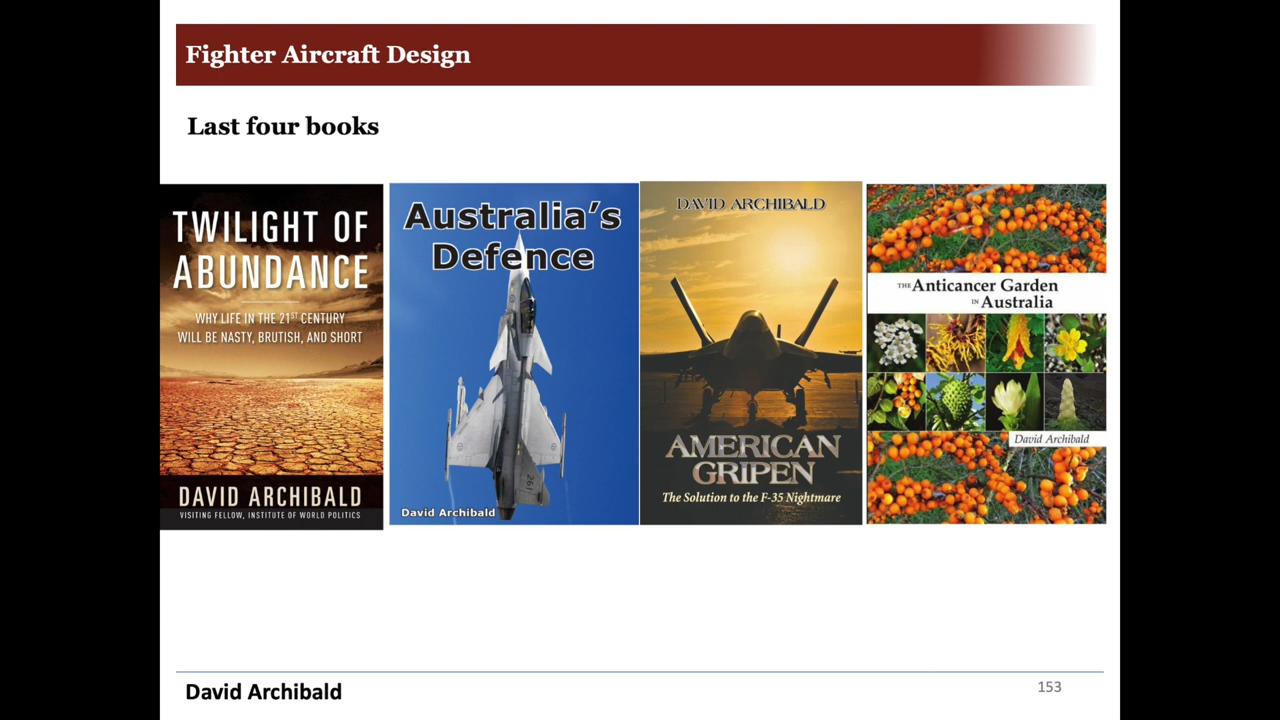 Fighter Aircraft Design
Last four books
TWILIGHT OF
ABUNDANCE
WHY LIFE IN THE 21ST CENTURY
WILL BE NASTY, BRUTISH, AND SHORT
DAVID ARCHIBALD
VISITING FELLOW, INSTITUTE OF WORLD POLITICS
Australia's
Defence
261
David Archibald
DAVID ARCHIBALD
AMERICAN
GRIPEN
The Solution to the F-35 Nightmare
THE Anticancer Garden
IN Australia
David Archibald
David Archibald
153